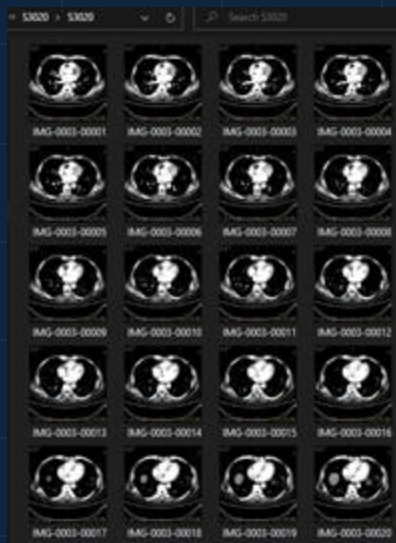 « S3020 > S3020 Search S3020
IMG-0003-00001 IMG-0003-00002 IMG-0003-00003 IMG-0003-00004
IMG-0003-00005 IMG-0003-00006 IMG-0003-00007 IMG-0003-00008
IMG-0003-00009 IMG-0003-00010 IMG-0003-00011 IMG-0003-00012
IMG-0003-00013 IMG-0003-00014 IMG-0003-00015 IMG-0003-00016
IMG-0003-00017 IMG-0003-00018 IMG-0003-00019 IMG-0003-00020